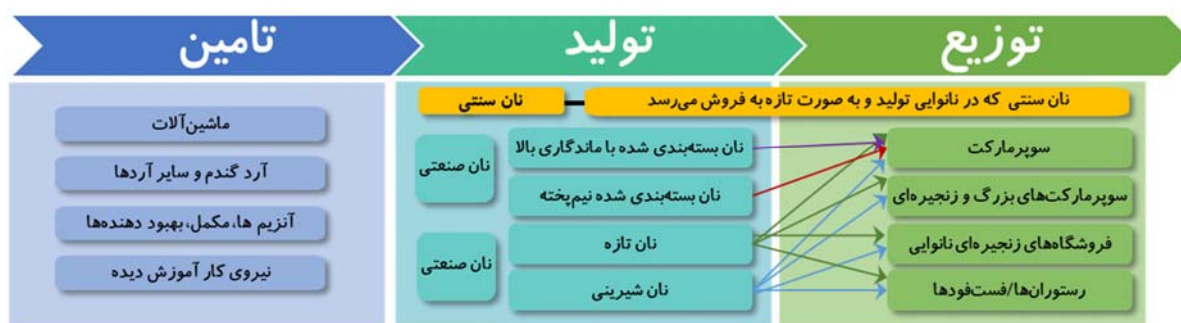 تامین
تولید
توزیع
ماشین‌آلات
آرد گندم و سایر آردها
آنزیم ها،مکمل،بهبود دهنده‌ها
نیروی کار آموزش دیده
نان سنتی
نان سنتی که در نانوایی تولید و به صورت تازه به فروش می‌رسد
نان صنعتی
نان بسته‌بندی شده با ماندگاری بالا
نان بسته‌بندی شده نیم‌پخته
نان صنعتی
نان تازه
نان شیرینی
سوپرمارکت
سوپرمارکت‌های بزرگ و زنجیره‌ای
فروشگاه‌های زنجیره‌ای نانوایی
رستوران‌ها/فست‌فودها